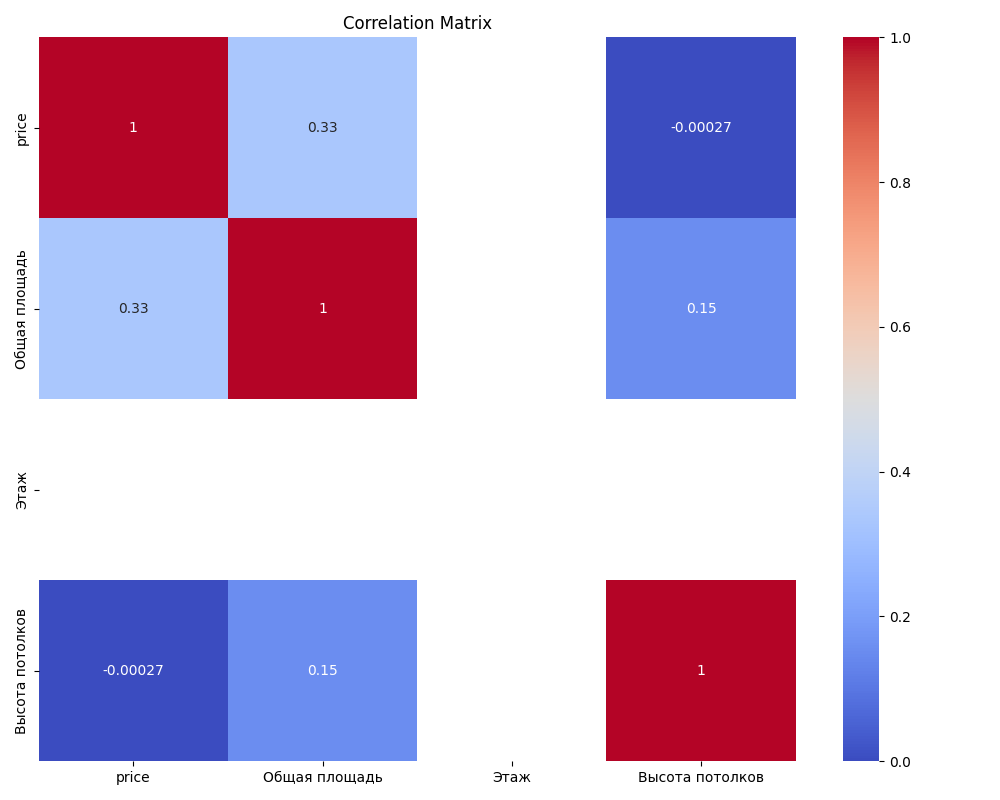 Correlation Matrix
price
1
0.33
-0.00027
Общая площадь
0.33
1
0.15
Этаж
Высота потолков
-0.00027
0.15
1
price
Общая площадь
Этаж
Высота потолков
1.0
0.8
0.6
0.4
0.2
0.0